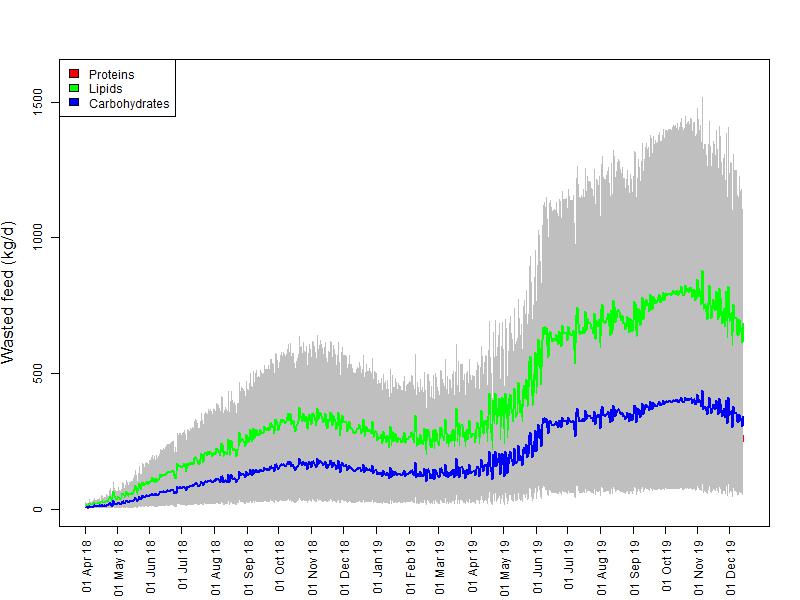 Proteins
Lipids
Carbohydrates
Wasted feed (kg/d)
1500
1000
500
0
01 Apr 18
01 May 18
01 Jun 18
01 Jul 18
01 Aug 18
01 Sep 18
01 Oct 18
01 Nov 18
01 Dec 18
01 Jan 19
01 Feb 19
01 Mar 19
01 Apr 19
01 May 19
01 Jun 19
01 Jul 19
01 Aug 19
01 Sep 19
01 Oct 19
01 Nov 19
01 Dec 19